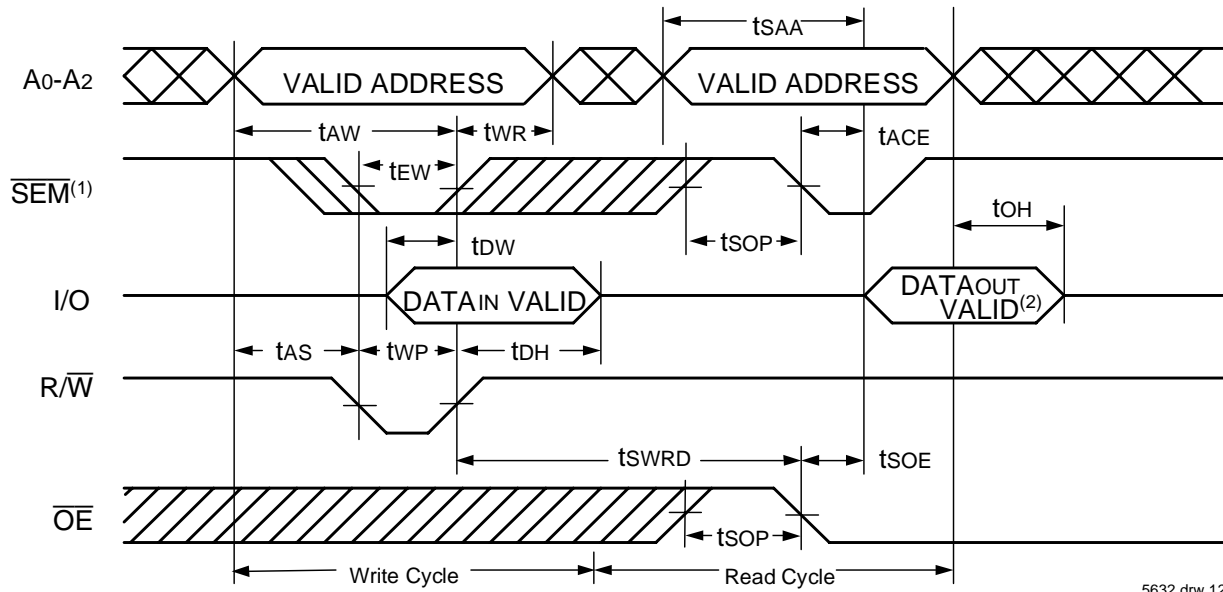 tSAA
A0-A2 VALID ADDRESS VALID ADDRESS
tAW tWR tACE
tEW
SEM(1)
tSOP tOH
tDW
I/O DATAIN VALID DATAOUT
VALID(2)
tAS tWP tDH
R/W
tSWRD tSOE
OE
tSOP
Write Cycle Read Cycle
5632 drw 12